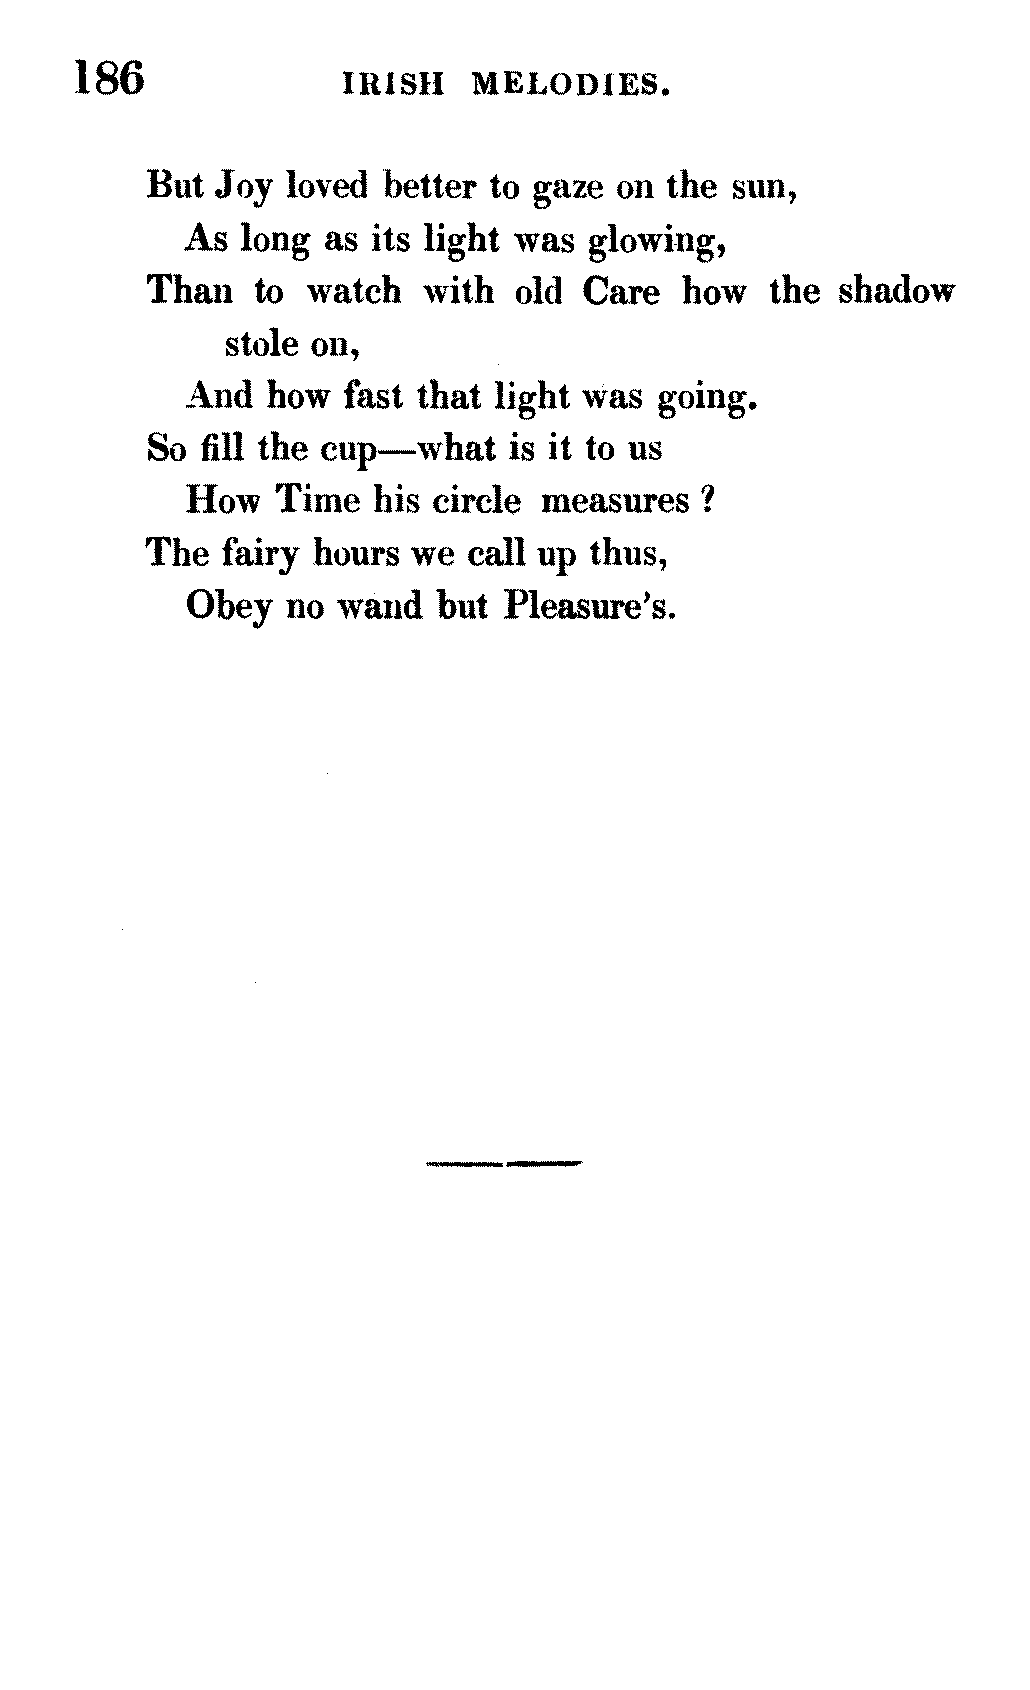 186 IRISH MELODIES.
But Joy loved better to gaze on the sun,
As long as its light was glowing,
Than to watch with old Care how the shadow
stole on,
And how fast that light was going.
So fill the cup—what is it to us
How Time his circle measures ?
The fairy hours we call up thus,
Obey no wand but Pleasure's.